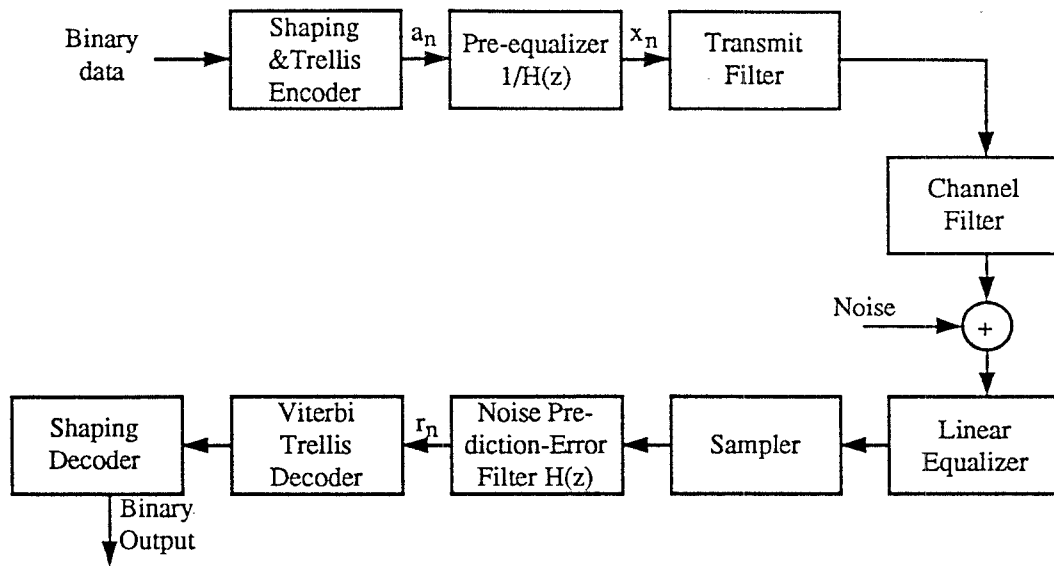 Binary
data
Shaping
&Trellis
Encoder
a_n
Pre-equalizer
1/H(z)
x_n
Transmit
Filter
Channel
Filter
Noise
+
Linear
Equalizer
Sampler
Noise Pre-
diction-Error
Filter H(z)
r_n
Viterbi
Trellis
Decoder
Shaping
Decoder
Binary
Output